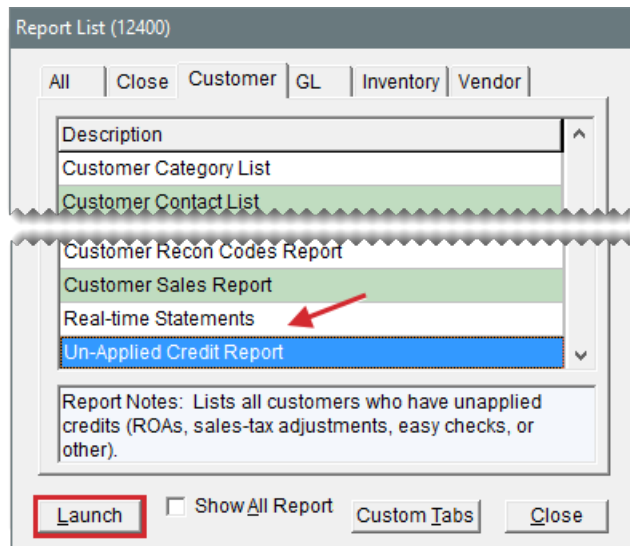 Report List (12400)
All Close Customer GL Inventory Vendor
Description
Customer Category List
Customer Contact List
Customer Recon Codes Report
Customer Sales Report
Real-time Statements
Un-Applied Credit Report
Report Notes: Lists all customers who have unapplied
credits (ROAs, sales-tax adjustments, easy checks, or
other).
Launch Show All Report Custom Tabs Close